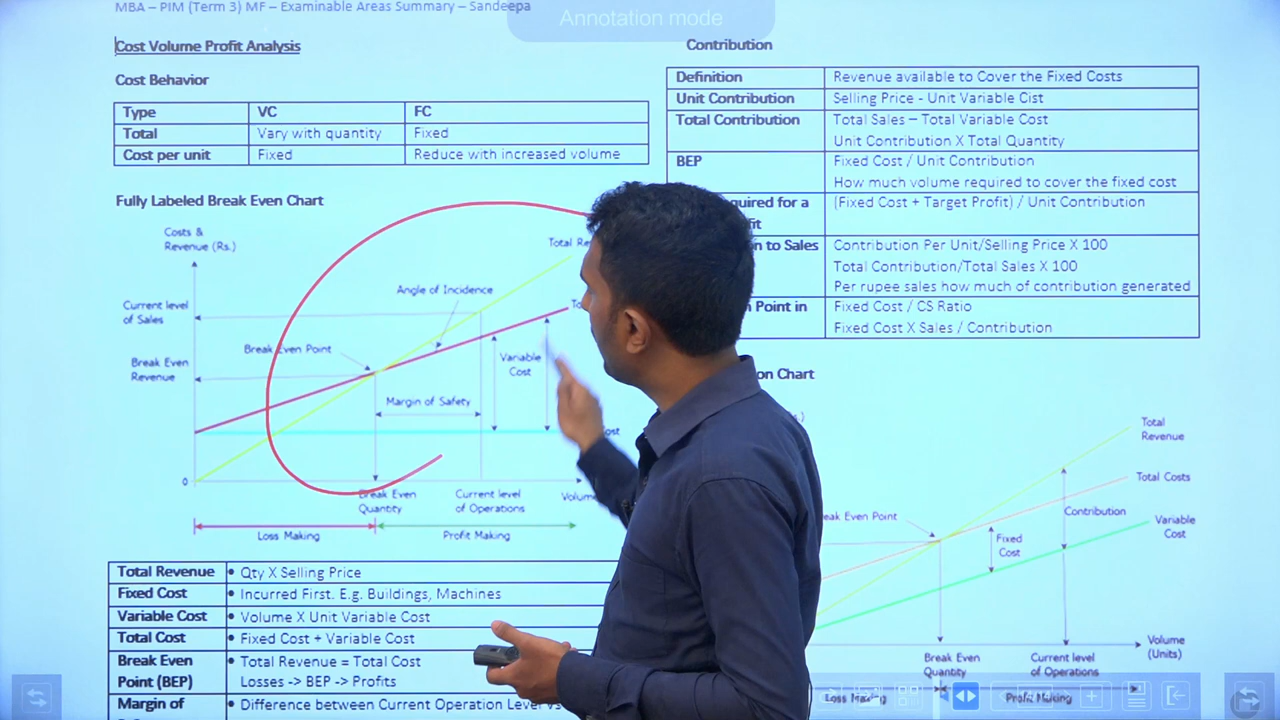 MBA – PIM (Term 3) MF – Examinable Areas Summary – Sandeepa
Annotation mode
Cost Volume Profit Analysis
Cost Behavior
Type VC FC
Total Vary with quantity Fixed
Cost per unit Fixed Reduce with increased volume
Fully Labeled Break Even Chart
Costs &
Revenue (Rs.)
Total
Angle of Incidence
Current level
of Sales
Break Even Point
Break Even
Revenue
Variable
Cost
Margin of Safety
0
Break Even
Quantity
Current level
of Operations
Volume
Loss Making
Profit Making
Total Revenue • Qty X Selling Price
Fixed Cost • Incurred First. E.g. Buildings, Machines
Variable Cost • Volume X Unit Variable Cost
Total Cost • Fixed Cost + Variable Cost
Break Even • Total Revenue = Total Cost
Point (BEP) Losses -> BEP -> Profits
Margin of • Difference between Current Operation Level
Contribution
Definition Revenue available to Cover the Fixed Costs
Unit Contribution Selling Price - Unit Variable Cist
Total Contribution Total Sales – Total Variable Cost
Unit Contribution X Total Quantity
BEP Fixed Cost / Unit Contribution
How much volume required to cover the fixed cost
for a (Fixed Cost + Target Profit) / Unit Contribution
to Sales Contribution Per Unit/Selling Price X 100
Total Contribution/Total Sales X 100
Per rupee sales how much of contribution generated
Point in Fixed Cost / CS Ratio
Fixed Cost X Sales / Contribution
Chart
Total
Revenue
Total Costs
Even Point
Contribution
Variable
Cost
Fixed
Cost
Volume
(Units)
Break Even
Quantity
Current level
of Operations
Loss Making
Profit Making